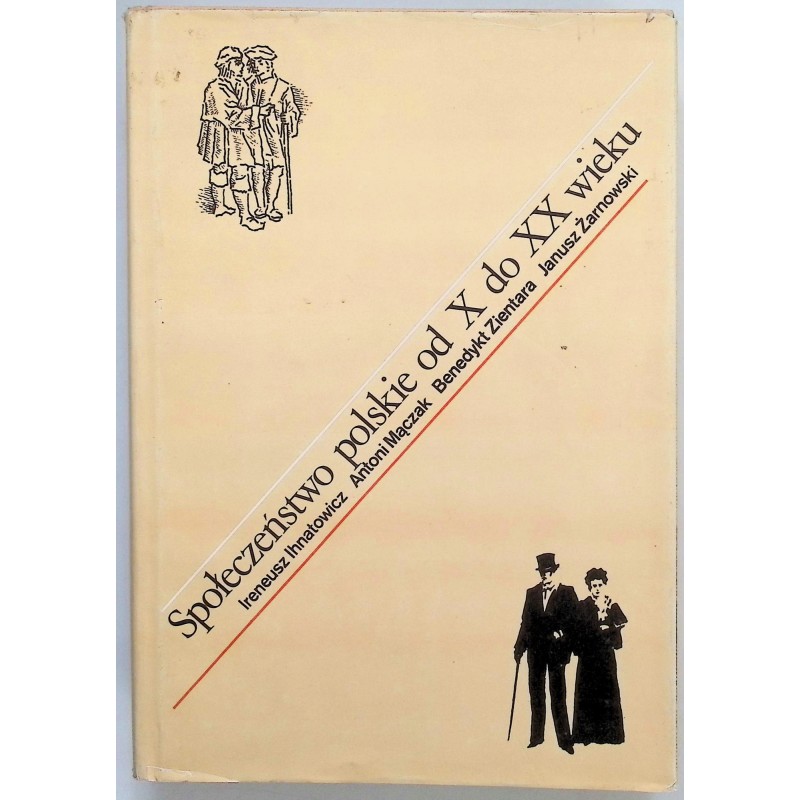 Społeczeństwo polskie od X do XX wieku
Ireneusz Ihnatowicz Antoni Mączak Benedykt Zientara Janusz Żarnowski